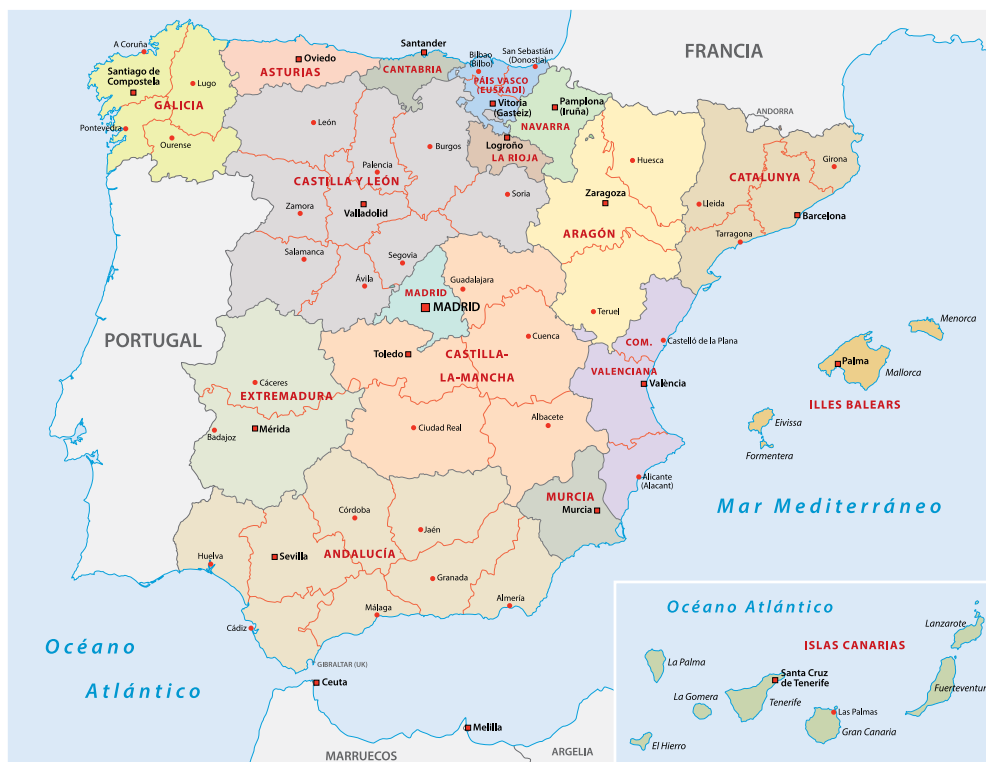 FRANCIA
A Coruña
Santiago de
Compostela
Lugo
GALICIA
Pontevedra
Ourense
Oviedo
ASTURIAS
Santander
CANTABRIA
Bilbao
(Bilbo)
San Sebastián
(Donostia)
PÁIS VASCO
(EUSKADI)
Vitoria
(Gasteiz)
Pamplona
(Iruña)
NAVARRA
Logroño
LA RIOJA
ANDORRA
León
Burgos
Palencia
CASTILLA Y LEÓN
Valladolid
Zamora
Soria
Salamanca
Segovia
Ávila
Huesca
Zaragoza
ARAGÓN
Teruel
CATALUNYA
Girona
Lleida
Barcelona
Tarragona
MADRID
MADRID
Guadalajara
Cuenca
Toledo
CASTILLA-
LA-MANCHA
Ciudad Real
Albacete
PORTUGAL
Cáceres
EXTREMADURA
Badajoz
Mérida
COM.
VALENCIANA
Castelló de la Plana
València
Alicante
(Alacant)
Menorca
Palma
Mallorca
ILLES BALEARS
Eivissa
Formentera
MURCIA
Murcia
Mar Mediterráneo
Córdoba
Jaén
Huelva
Sevilla
ANDALUCÍA
Granada
Almería
Málaga
Cádiz
Océano
Atlántico
GIBRALTAR (UK)
Ceuta
Melilla
MARRUECOS
ARGELIA
Océano Atlántico
ISLAS CANARIAS
Lanzarote
La Palma
Santa Cruz
de Tenerife
Fuerteventur
La Gomera
Tenerife
Las Palmas
Gran Canaria
El Hierro